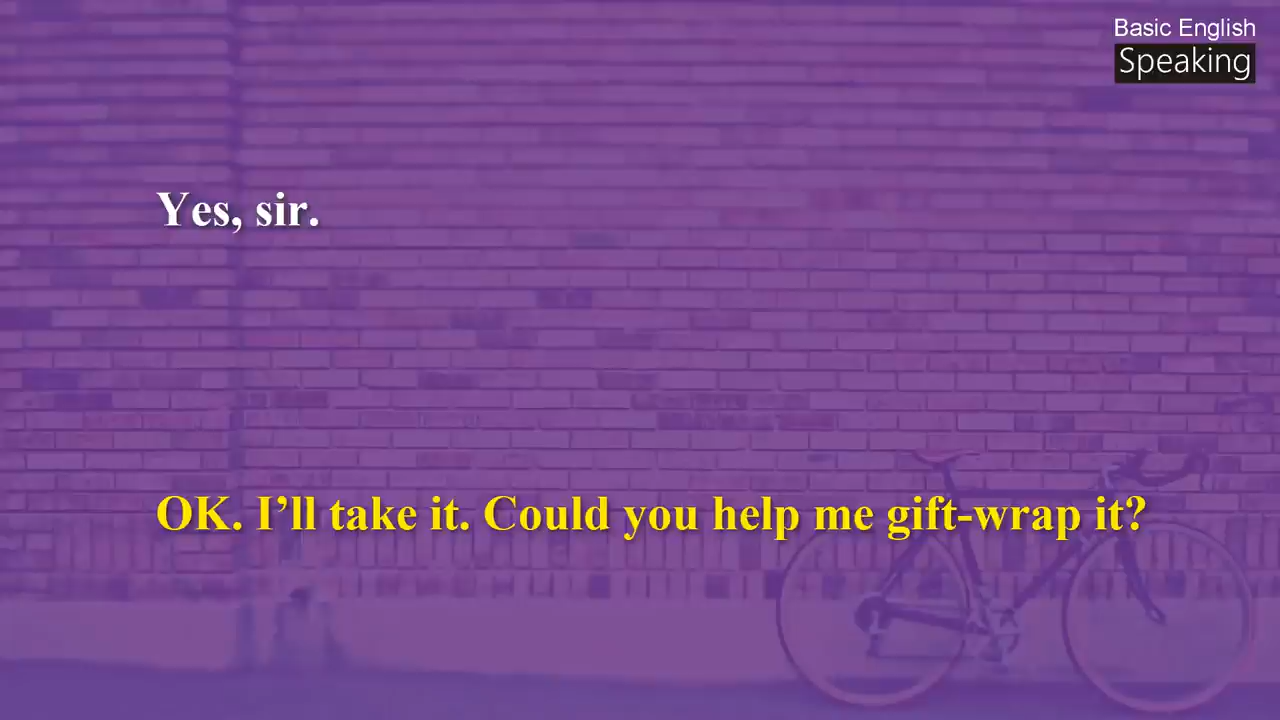 Basic English
Speaking
Yes, sir.
OK. I’ll take it. Could you help me gift-wrap it?